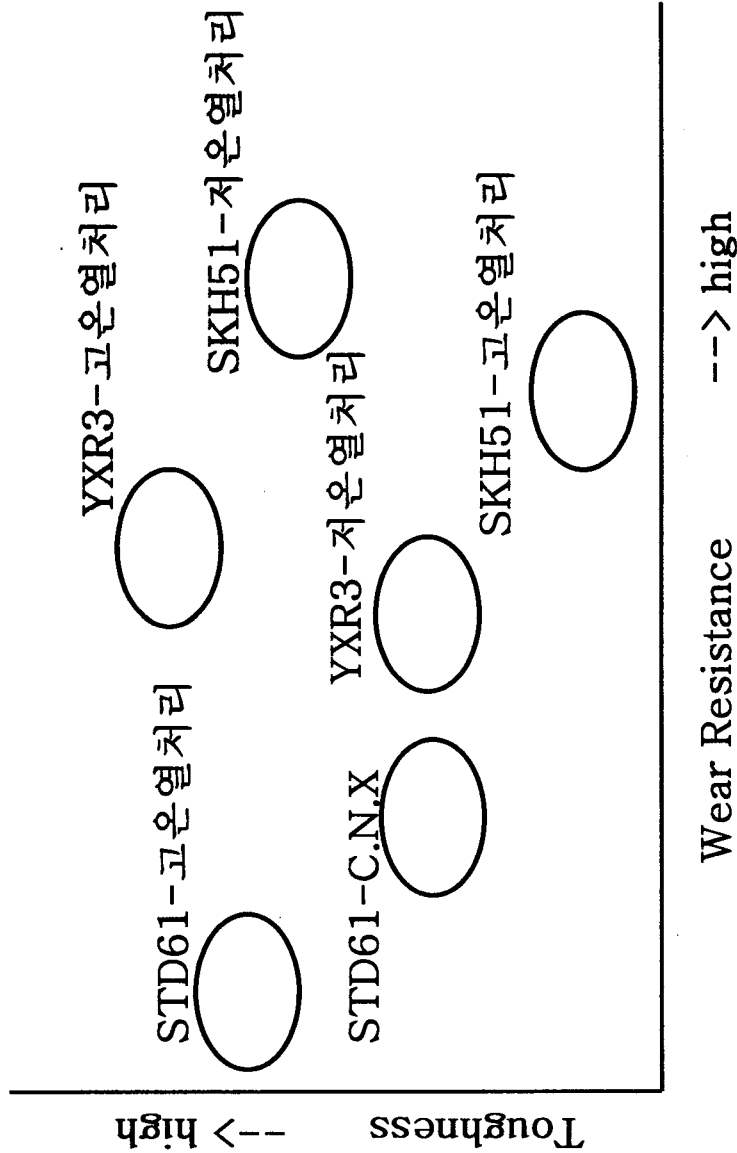 YXR3-고온열처리
SKH51-저온열처리
STD61-고온열처리
YXR3-저온열처리
STD61-C.N.X
SKH51-고온열처리
Toughness --> high
Wear Resistance --> high